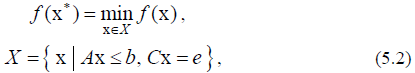 f(x*) = min f(x),
x∈X
X = { x | Ax ≤ b, Cx = e }, (5.2)